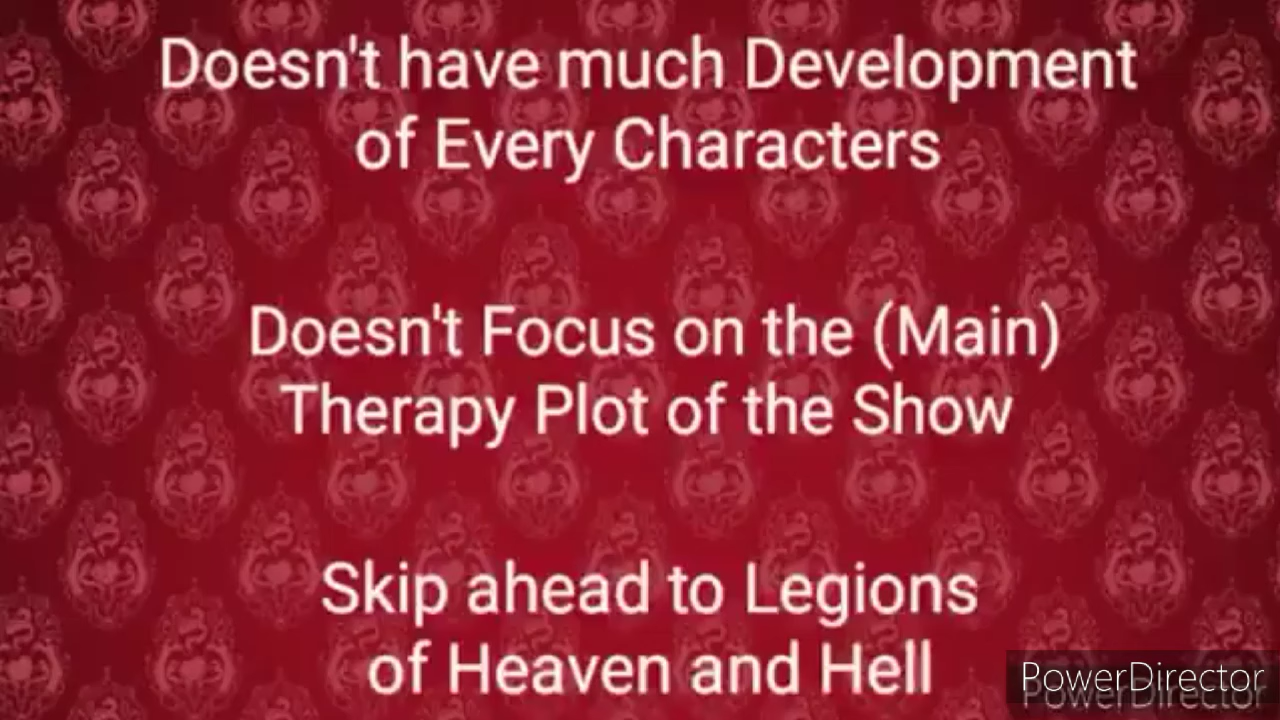 Doesn't have much Development
of Every Characters
Doesn't Focus on the (Main)
Therapy Plot of the Show
Skip ahead to Legions
of Heaven and Hell
PowerDirector
PowerDirector